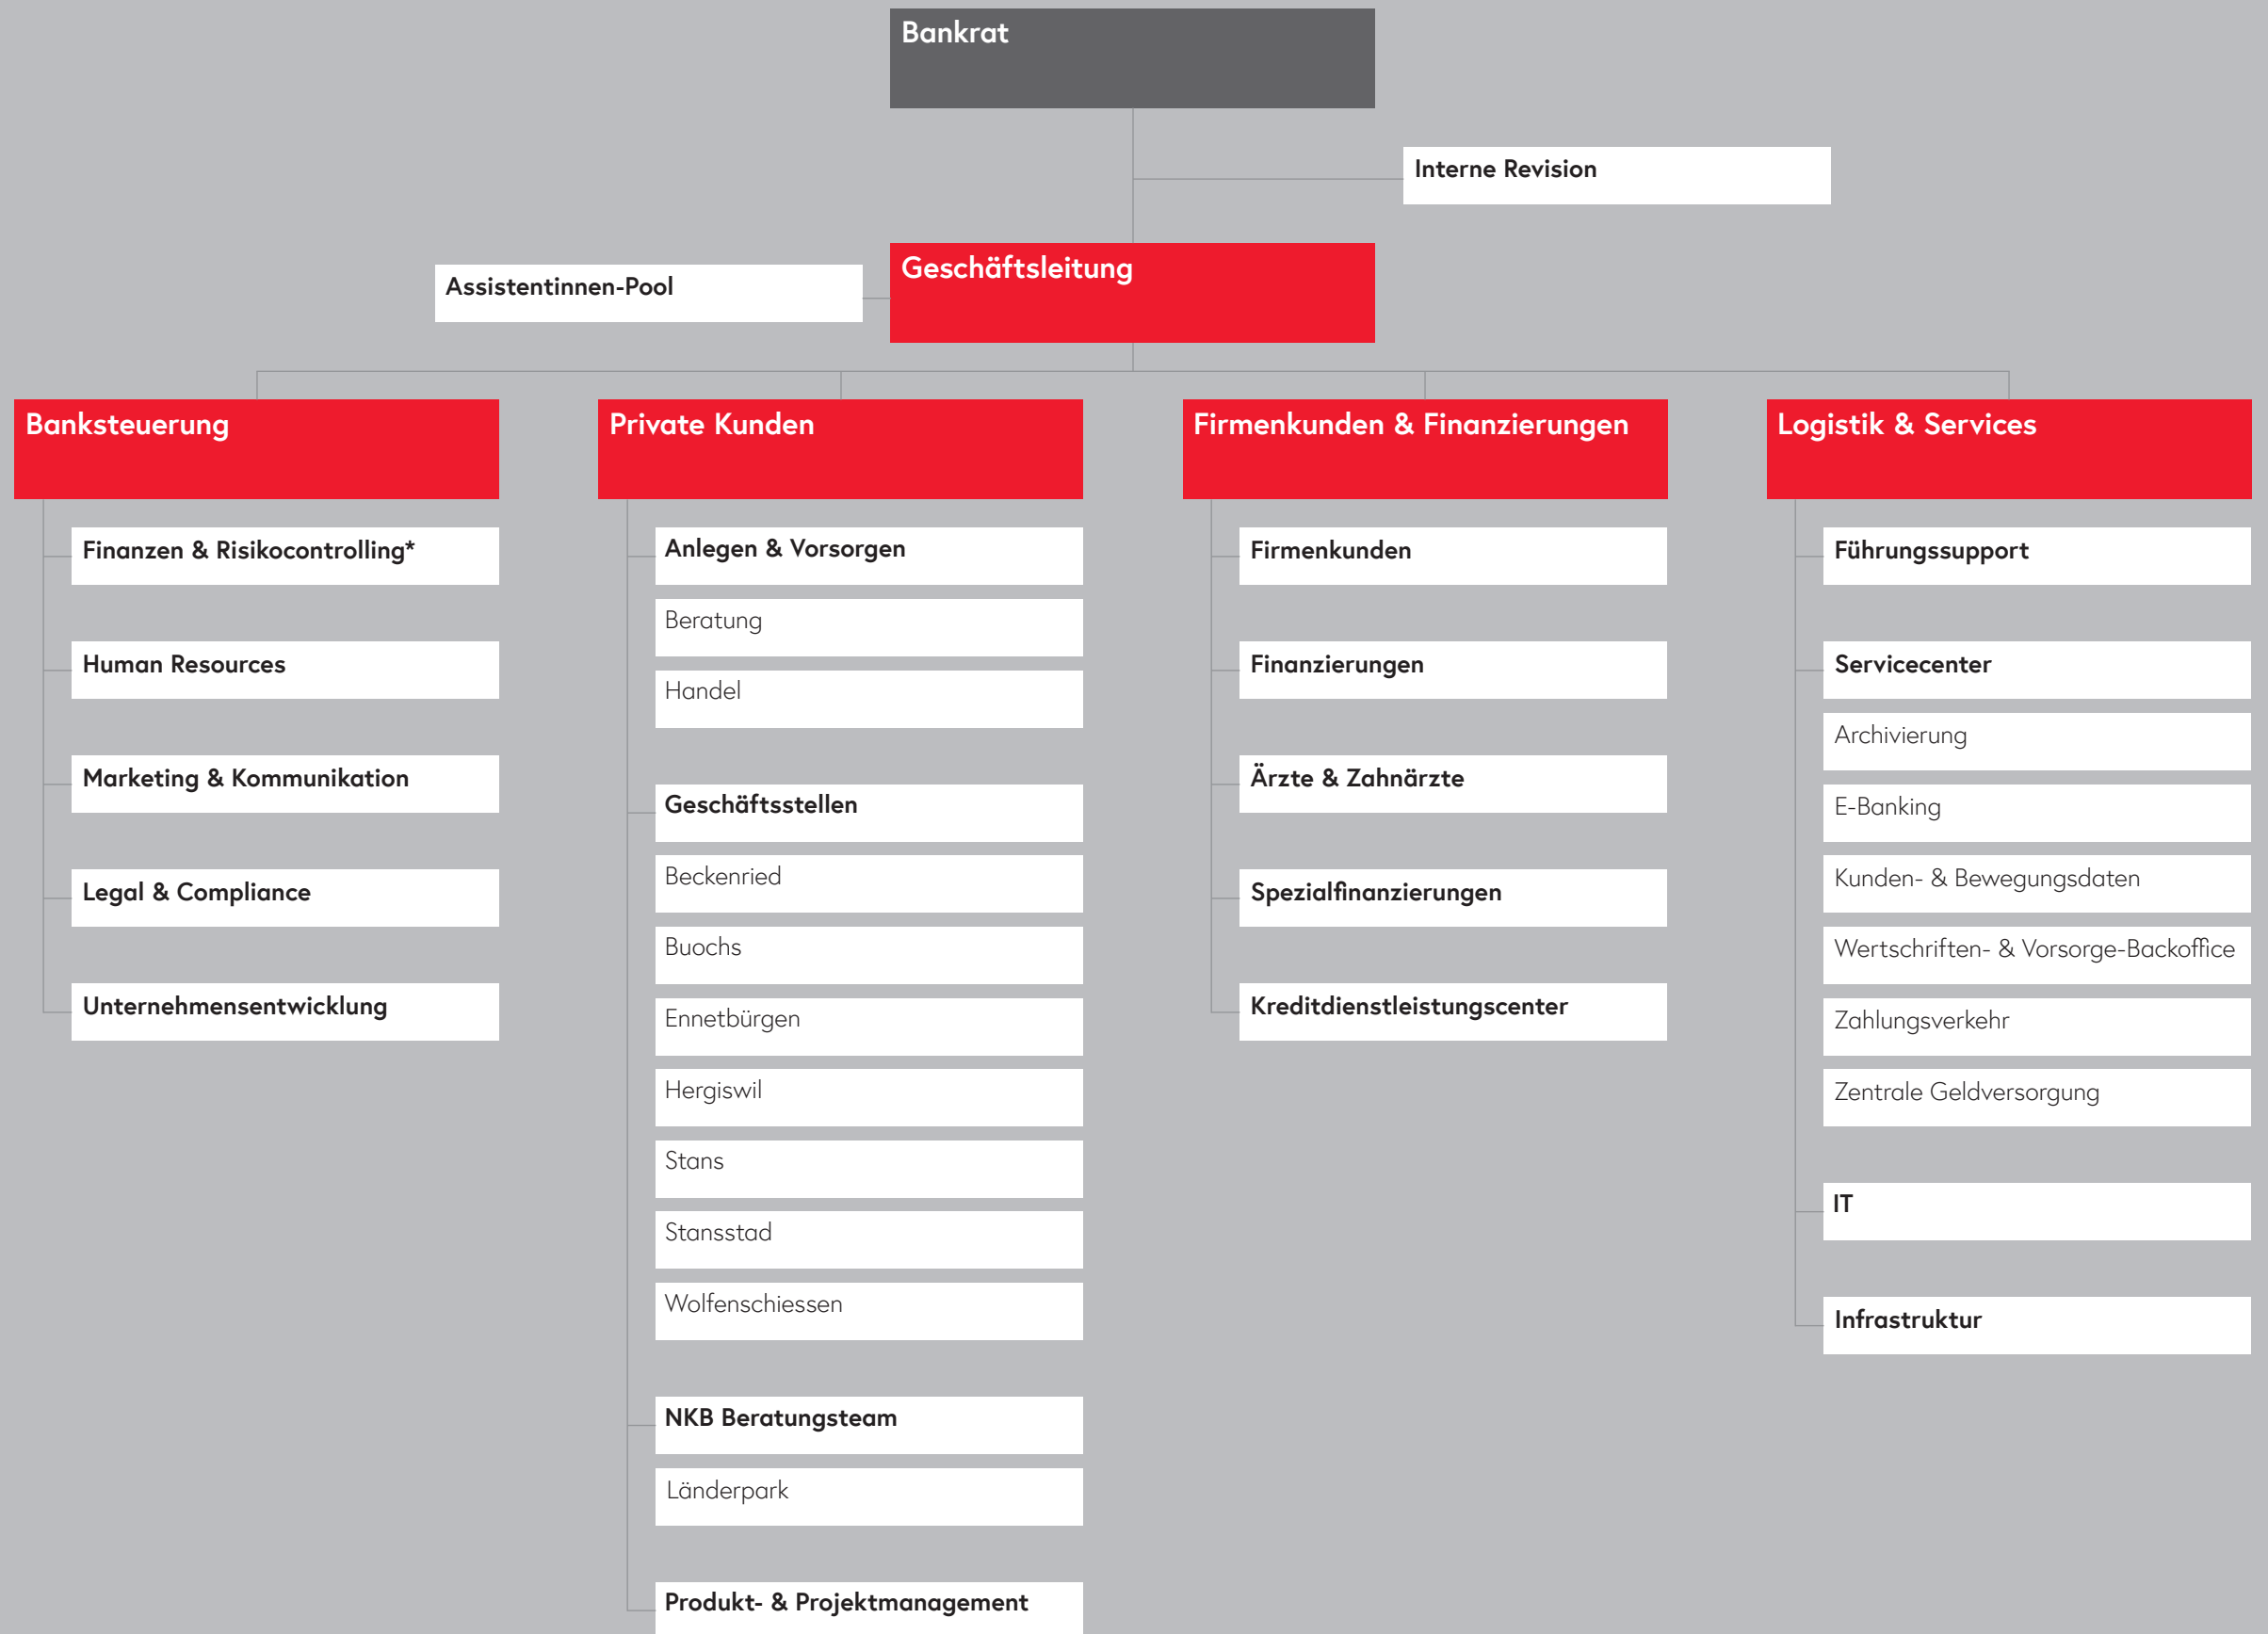 Bankrat
Interne Revision
Geschäftsleitung
Assistentinnen-Pool
Banksteuerung
Finanzen & Risikocontrolling*
Human Resources
Marketing & Kommunikation
Legal & Compliance
Unternehmensentwicklung
Private Kunden
Anlegen & Vorsorgen
Beratung
Handel
Geschäftsstellen
Beckenried
Buochs
Ennetbürgen
Hergiswil
Stans
Stansstad
Wolfenschiessen
NKB Beratungsteam
Länderpark
Produkt- & Projektmanagement
Firmenkunden & Finanzierungen
Firmenkunden
Finanzierungen
Ärzte & Zahnärzte
Spezialfinanzierungen
Kreditdienstleistungscenter
Logistik & Services
Führungssupport
Servicecenter
Archivierung
E-Banking
Kunden- & Bewegungsdaten
Wertschriften- & Vorsorge-Backoffice
Zahlungsverkehr
Zentrale Geldversorgung
IT
Infrastruktur